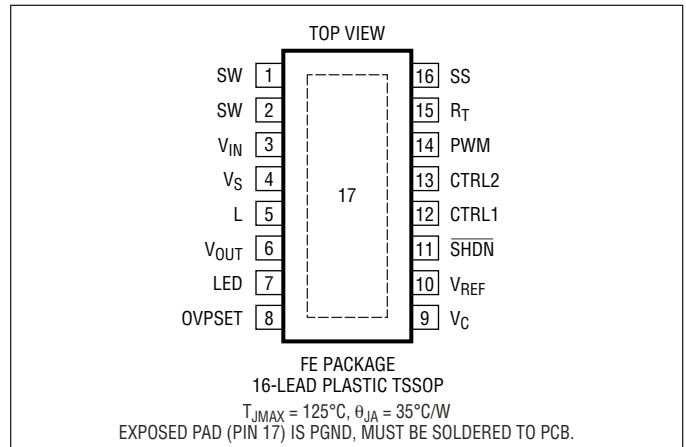 TOP VIEW
SW 1 16 SS
SW 2 15 RT
VIN 3 14 PWM
VS 4 13 CTRL2
17
L 5 12 CTRL1
VOUT 6 11 SHDN
LED 7 10 VREF
OVPSET 8 9 VC
FE PACKAGE
16-LEAD PLASTIC TSSOP
TJMAX = 125°C, θJA = 35°C/W
EXPOSED PAD (PIN 17) IS PGND, MUST BE SOLDERED TO PCB.